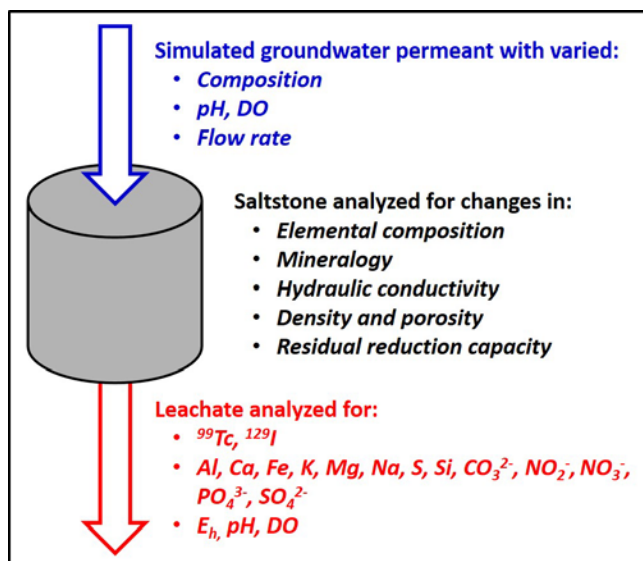 Simulated groundwater permeant with varied:
• Composition
• pH, DO
• Flow rate
Saltstone analyzed for changes in:
• Elemental composition
• Mineralogy
• Hydraulic conductivity
• Density and porosity
• Residual reduction capacity
Leachate analyzed for:
• ⁹⁹Tc, ¹²⁹I
• Al, Ca, Fe, K, Mg, Na, S, Si, CO₃²⁻, NO₂⁻, NO₃⁻,
PO₄³⁻, SO₄²⁻
• Eₕ, pH, DO